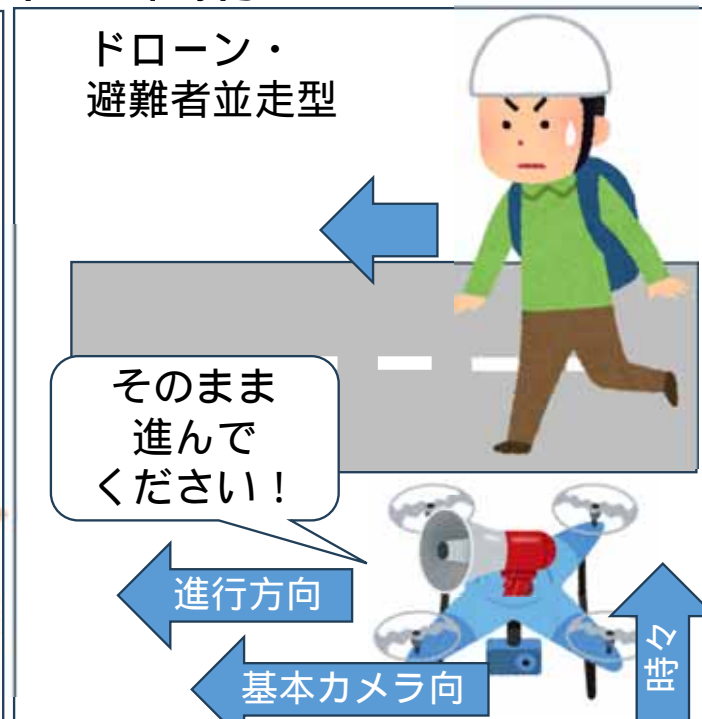 ドローン・
避難者並走型
そのまま
進んで
ください！
進行方向
基本カメラ向
時々